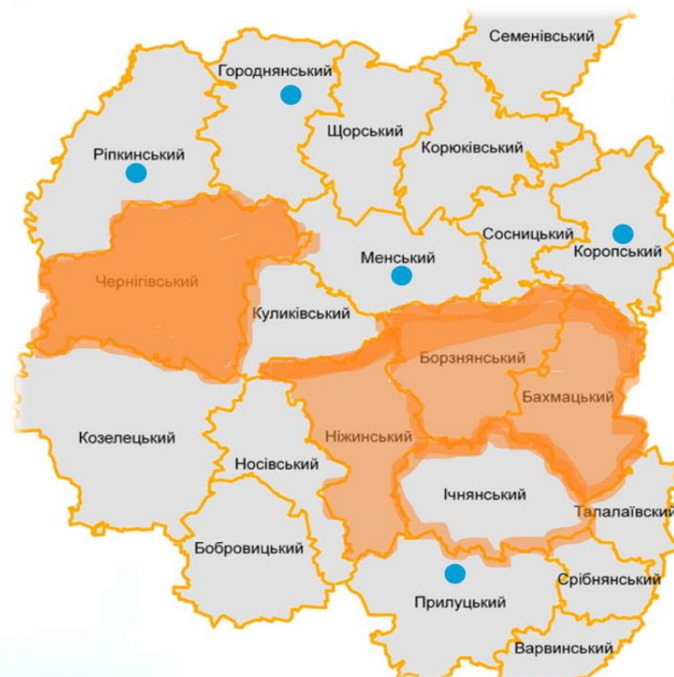 Семенівський
Городнянський
Щорський
Корюківський
Ріпкинський
Сосницький
Менський
Коропський
Чернігівський
Куликівський
Борзнянський
Бахмацький
Козелецький
Ніжинський
Носівський
Ічнянський
Талалаївский
Бобровицький
Срібнянський
Прилуцький
Варвинський